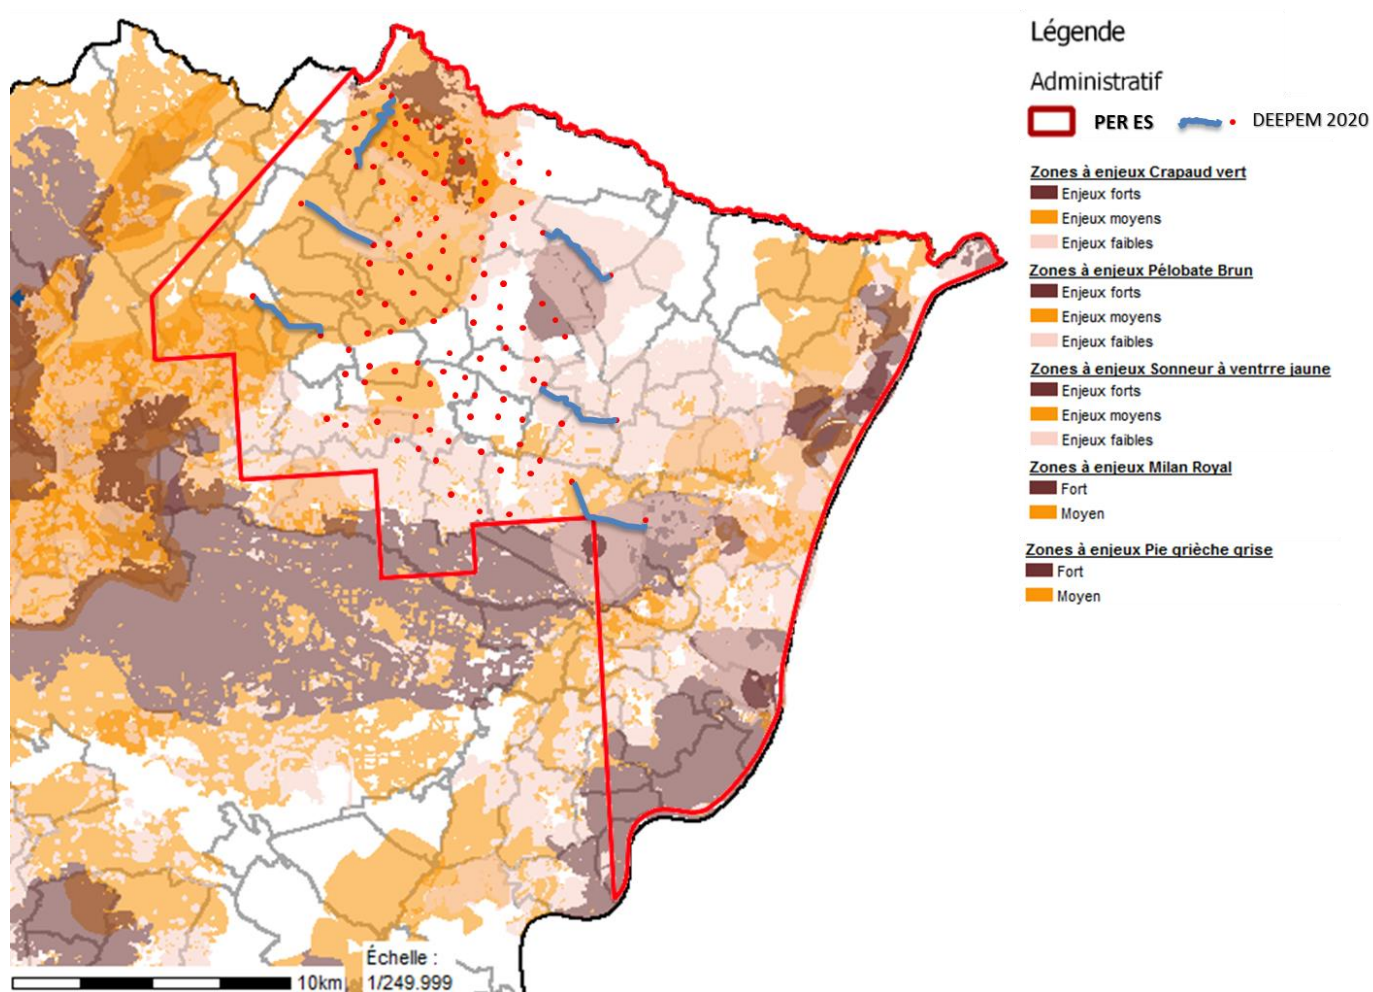 Légende
Administratif
PER ES DEEPEM 2020
Zones à enjeux Crapaud vert
Enjeux forts
Enjeux moyens
Enjeux faibles
Zones à enjeux Pélobate Brun
Enjeux forts
Enjeux moyens
Enjeux faibles
Zones à enjeux Sonneur à ventrre jaune
Enjeux forts
Enjeux moyens
Enjeux faibles
Zones à enjeux Milan Royal
Fort
Moyen
Zones à enjeux Pie grièche grise
Fort
Moyen
Échelle :
10km 1/249.999